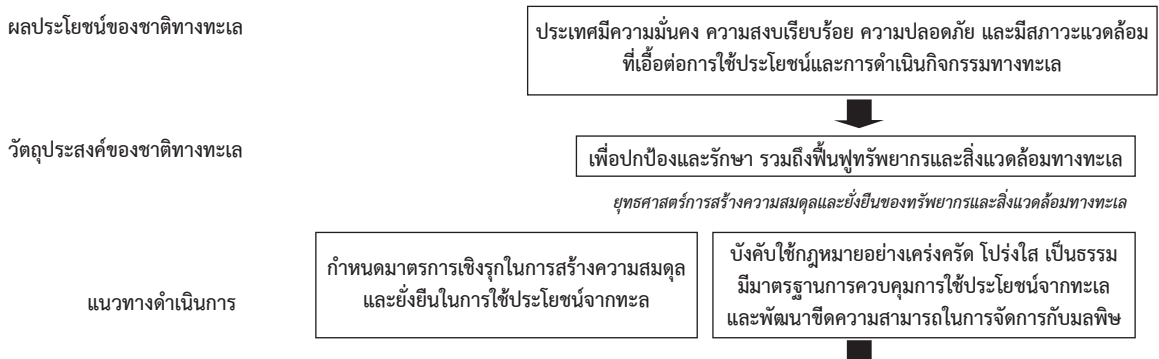 ผลประโยชน์ของชาติทางทะเล
ประเทศมีความมั่นคง ความสงบเรียบร้อย ความปลอดภัย และมีสภาวะแวดล้อม
ที่เอื้อต่อการใช้ประโยชน์และการดำเนินกิจกรรมทางทะเล
วัตถุประสงค์ของชาติทางทะเล
เพื่อปกป้องและรักษา รวมถึงฟื้นฟูทรัพยากรและสิ่งแวดล้อมทางทะเล
ยุทธศาสตร์การสร้างความสมดุลและยั่งยืนของทรัพยากรและสิ่งแวดล้อมทางทะเล
แนวทางดำเนินการ
กำหนดมาตรการเชิงรุกในการสร้างความสมดุล
และยั่งยืนในการใช้ประโยชน์จากทะล
บังคับใช้กฎหมายอย่างเคร่งครัด โปร่งใส เป็นธรรม
มีมาตรฐานการควบคุมการใช้ประโยชน์จากทะเล
และพัฒนาขีดความสามารถในการจัดการกับมลพิษ